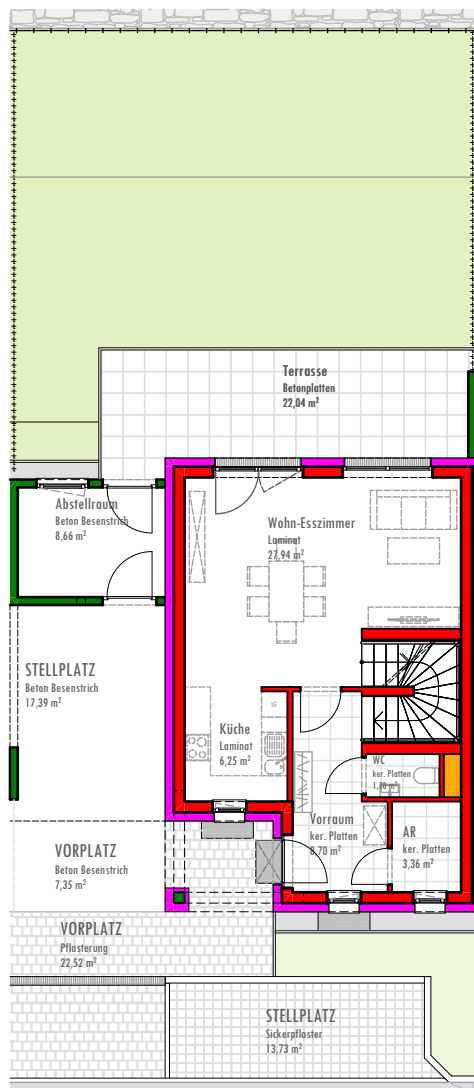 Terrasse
Betonplatten
22,04 m²
Abstellraum
Beton Besenstrich
8,66 m²
Wohn-Esszimmer
Laminat
27,94 m²
STELLPLATZ
Beton Besenstrich
17,39 m²
Küche
Laminat
6,25 m²
WC
ker. Platten
1,70 m²
Vorraum
ker. Platten
8,70 m²
AR
ker. Platten
3,36 m²
VORPLATZ
Beton Besenstrich
7,35 m²
VORPLATZ
Pflasterung
22,52 m²
STELLPLATZ
Sickerpflaster
13,73 m²